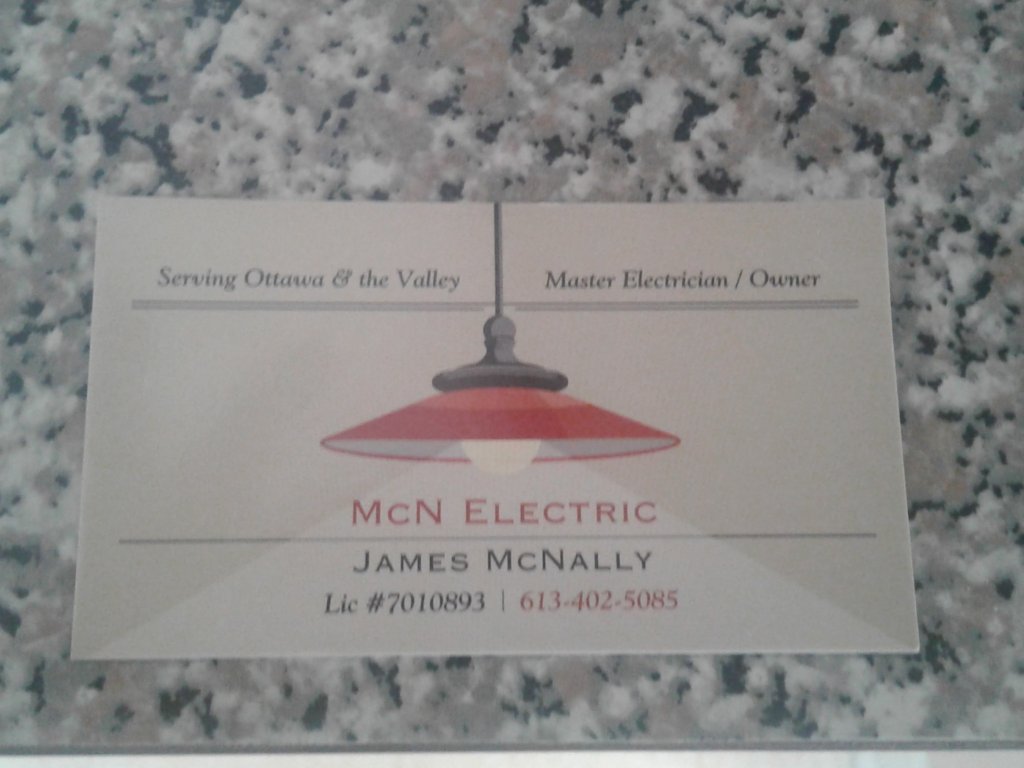 Serving Ottawa & the Valley
Master Electrician / Owner
McN Electric
James McNally
Lic #7010893 | 613-402-5085